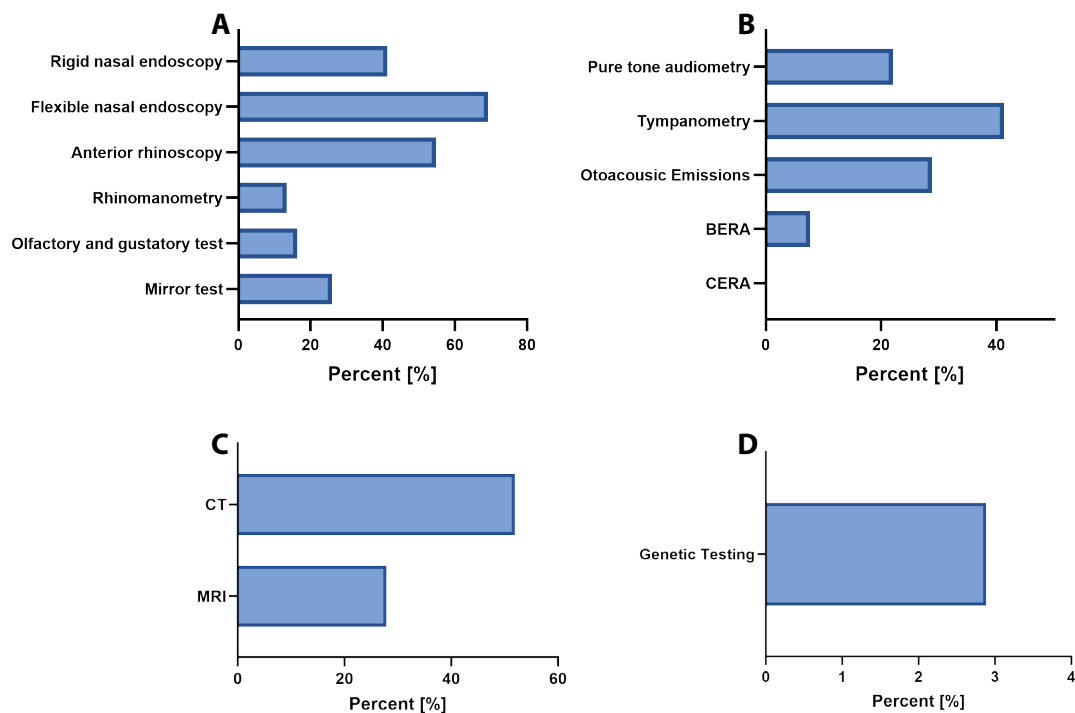 A
Rigid nasal endoscopy
Flexible nasal endoscopy
Anterior rhinoscopy
Rhinomanometry
Olfactory and gustatory test
Mirror test
0 20 40 60 80
Percent [%]
B
Pure tone audiometry
Tympanometry
Otoacousic Emissions
BERA
CERA
0 20 40
Percent [%]
C
CT
MRI
0 20 40 60
Percent [%]
D
Genetic Testing
0 1 2 3 4
Percent [%]